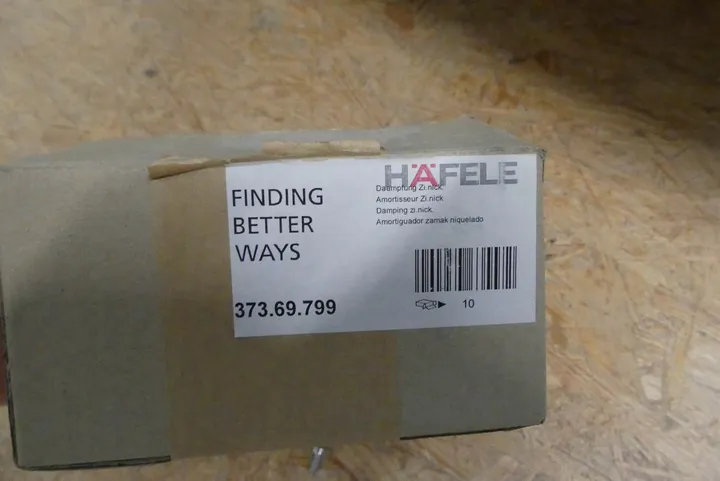 FINDING
BETTER
WAYS
373.69.799
HÄFELE
Daempfung Zi.nick.
Amortisseur Zi.nick
Damping zi.nick.
Amortiguador zamak niquelado
10